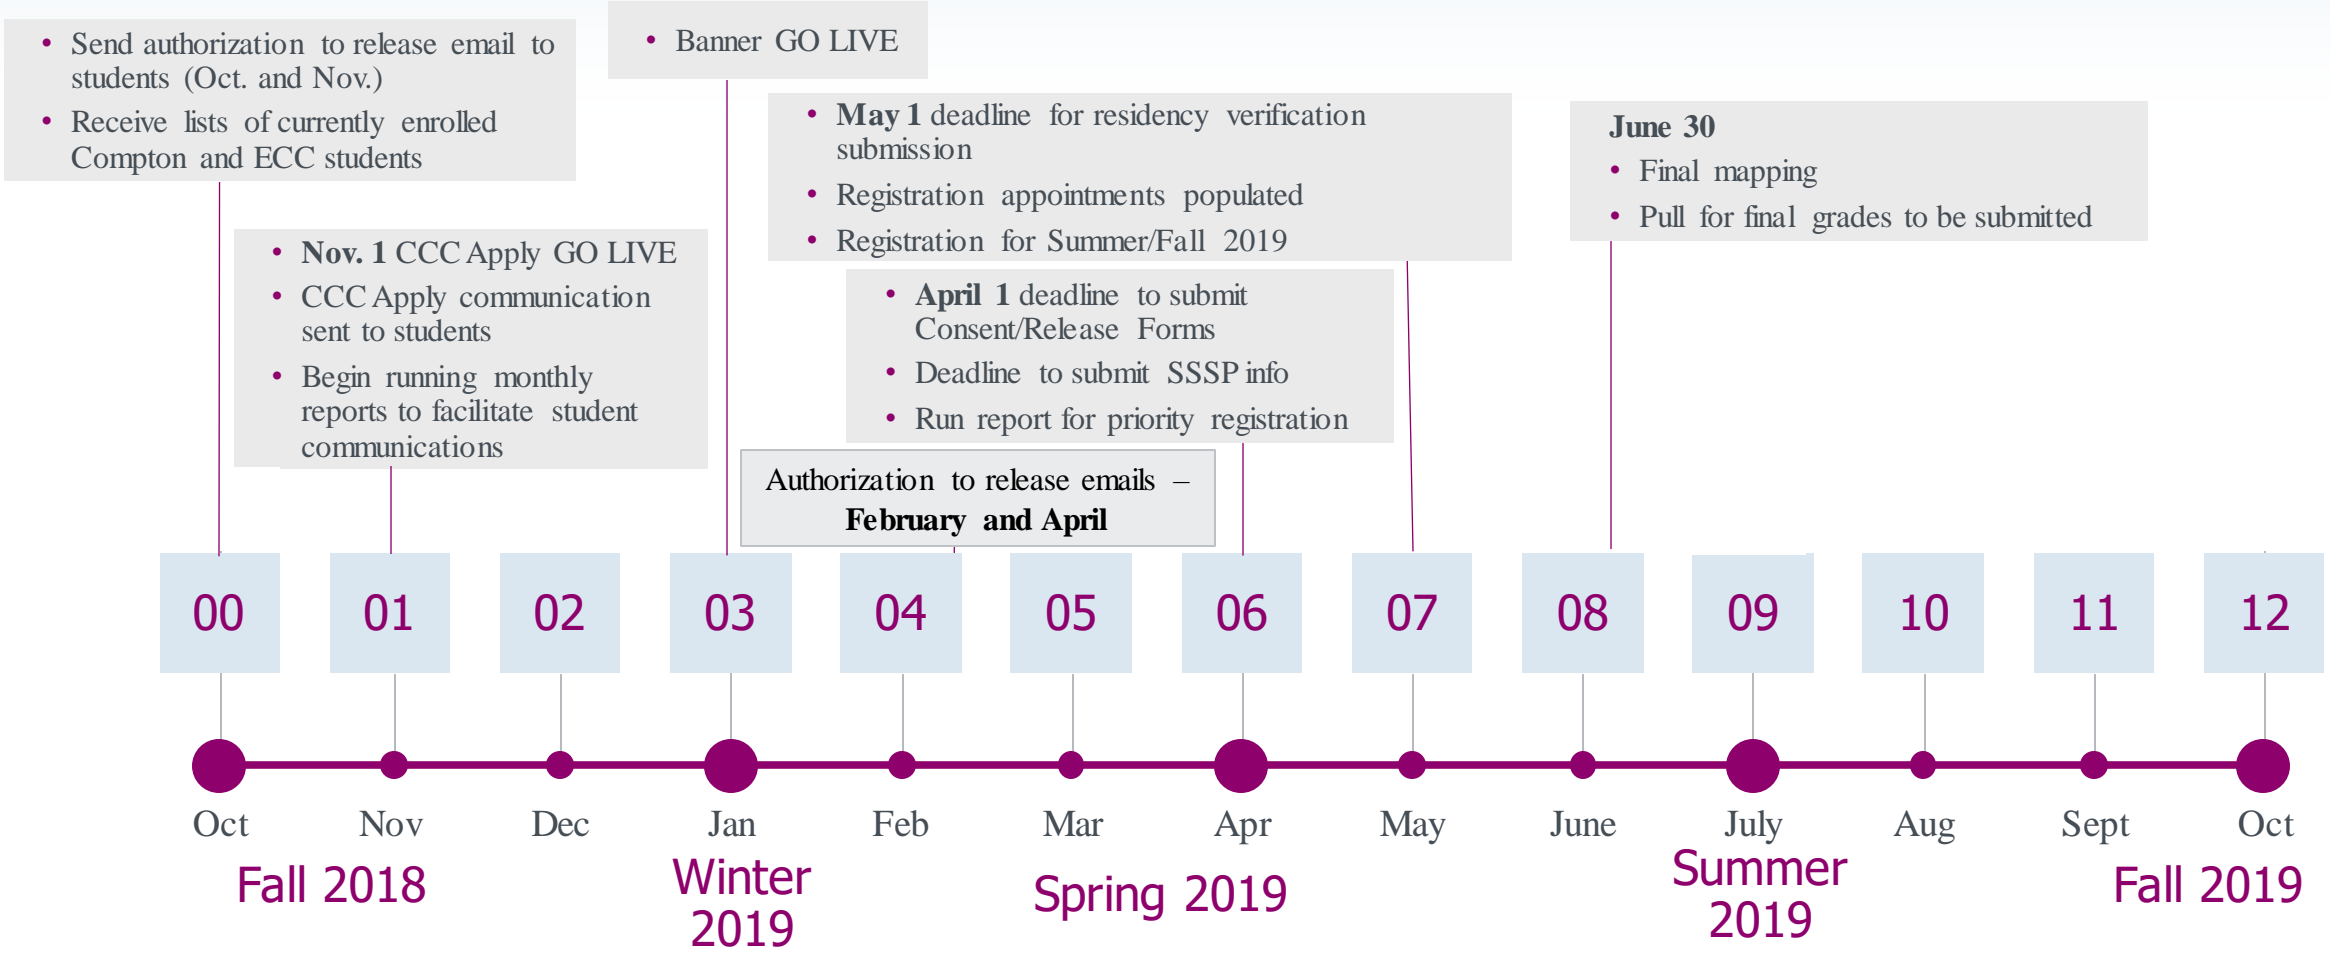 • Send authorization to release email to
students (Oct. and Nov.)
• Receive lists of currently enrolled
Compton and ECC students
• Banner GO LIVE
• May 1 deadline for residency verification
submission
• Registration appointments populated
• Registration for Summer/Fall 2019
June 30
• Final mapping
• Pull for final grades to be submitted
• Nov. 1 CCC Apply GO LIVE
• CCC Apply communication
sent to students
• Begin running monthly
reports to facilitate student
communications
• April 1 deadline to submit
Consent/Release Forms
• Deadline to submit SSSP info
• Run report for priority registration
Authorization to release emails –
February and April
00 01 02 03 04 05 06 07 08 09 10 11 12
Oct Nov Dec Jan Feb Mar Apr May June July Aug Sept Oct
Fall 2018
Winter
2019
Spring 2019
Summer
2019
Fall 2019